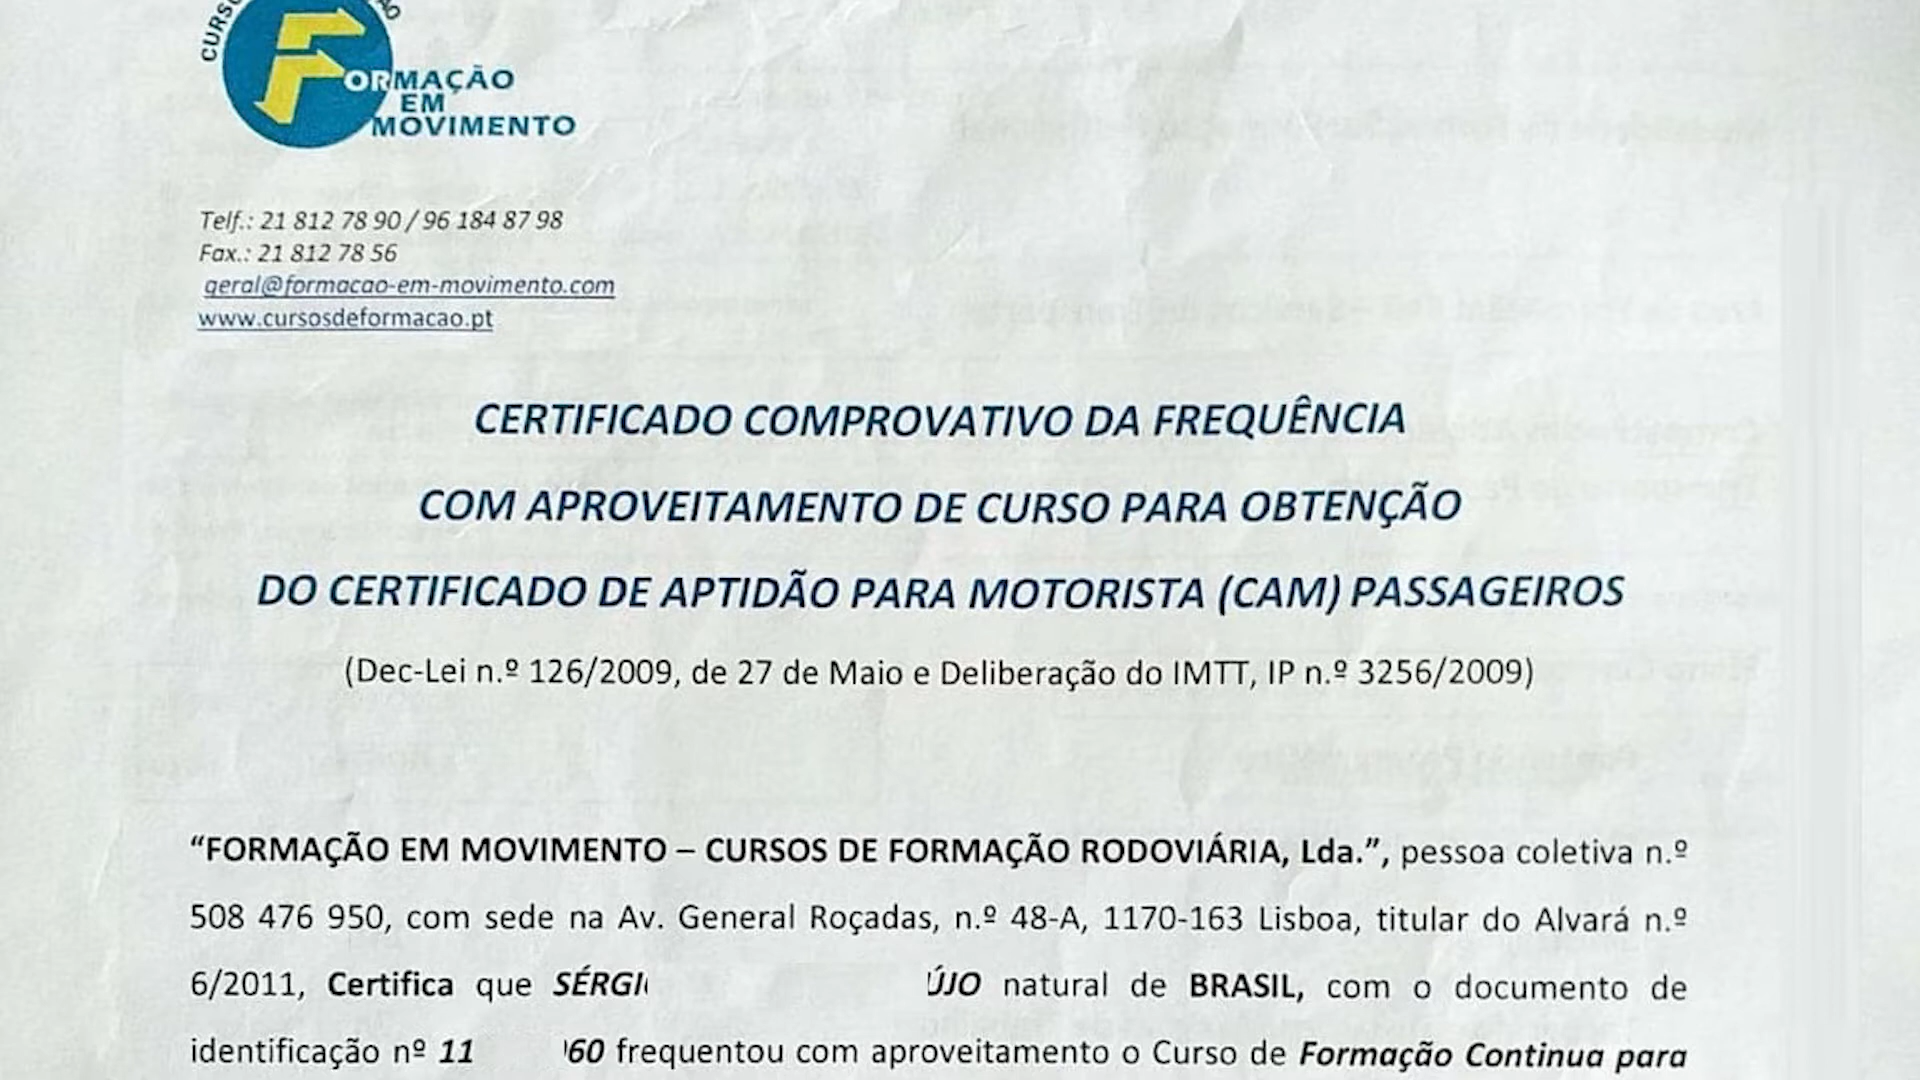 CURSO
ÃO
FORMAÇÃO
EM
MOVIMENTO
Telf.: 21 812 78 90 / 96 184 87 98
Fax.: 21 812 78 56
geral@formacao-em-movimento.com
www.cursosdeformacao.pt
CERTIFICADO COMPROVATIVO DA FREQUÊNCIA
COM APROVEITAMENTO DE CURSO PARA OBTENÇÃO
DO CERTIFICADO DE APTIDÃO PARA MOTORISTA (CAM) PASSAGEIROS
(Dec-Lei n.º 126/2009, de 27 de Maio e Deliberação do IMTT, IP n.º 3256/2009)
“FORMAÇÃO EM MOVIMENTO – CURSOS DE FORMAÇÃO RODOVIÁRIA, Lda.”, pessoa coletiva n.º
508 476 950, com sede na Av. General Roçadas, n.º 48-A, 1170-163 Lisboa, titular do Alvará n.º
6/2011, Certifica que SÉRGI ÚJO natural de BRASIL, com o documento de
identificação nº 11 60 frequentou com aproveitamento o Curso de Formação Continua para